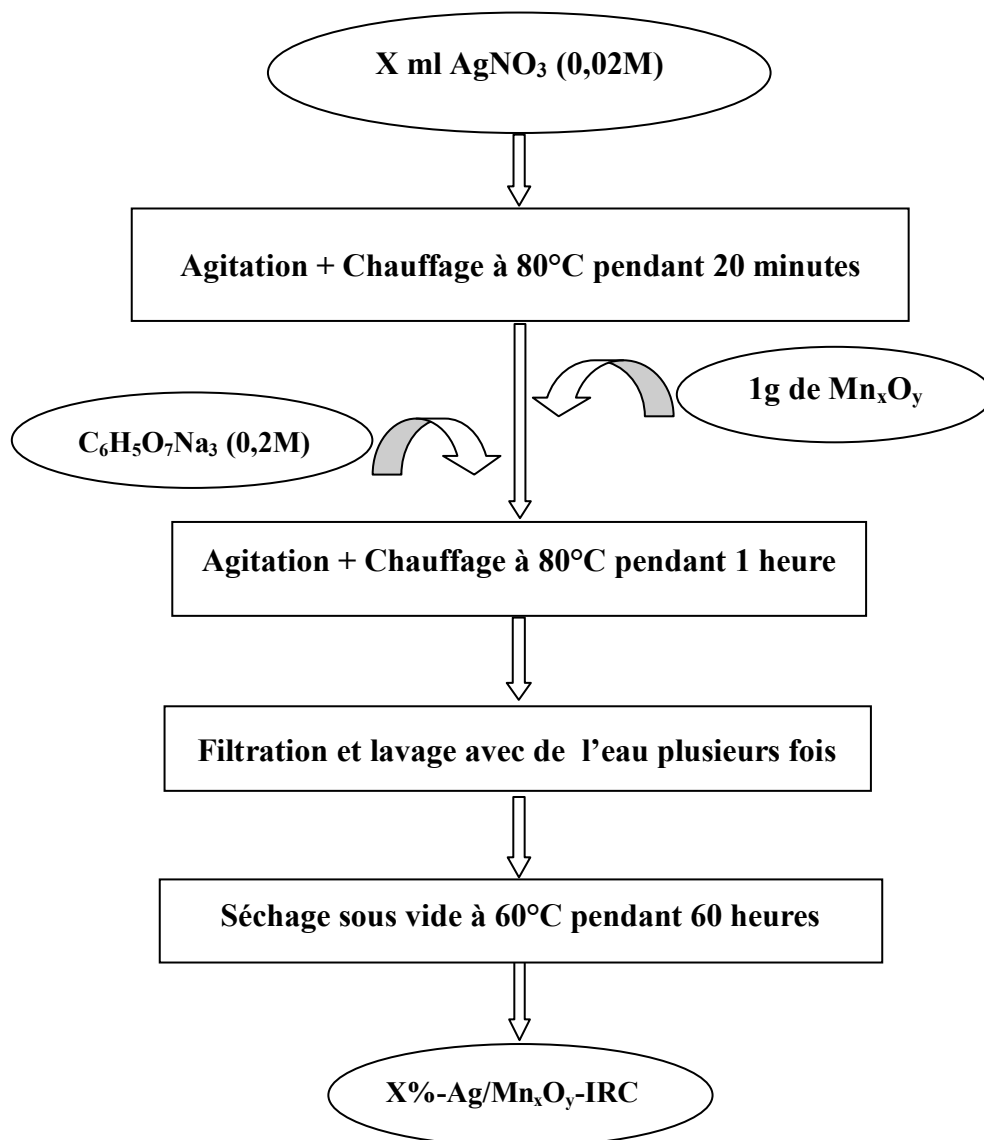 X ml AgNO₃ (0,02M)
Agitation + Chauffage à 80°C pendant 20 minutes
1g de MnₓOᵧ
C₆H₅O₇Na₃ (0,2M)
Agitation + Chauffage à 80°C pendant 1 heure
Filtration et lavage avec de l’eau plusieurs fois
Séchage sous vide à 60°C pendant 60 heures
X%-Ag/MnₓOᵧ-IRC